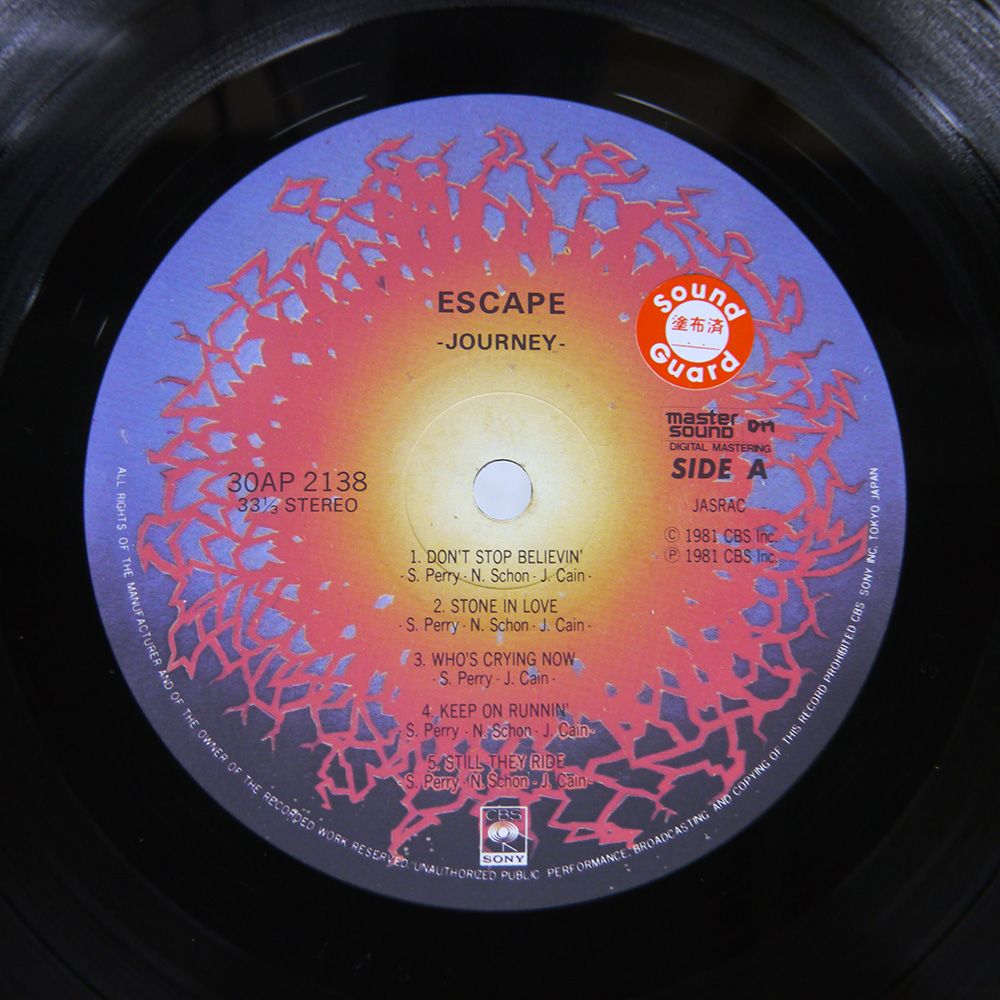 ESCAPE
-JOURNEY-
Sound
塗布済
Guard
master
sound DM
DIGITAL MASTERING
SIDE A
30AP 2138
33⅓ STEREO
JASRAC
Ⓒ 1981 CBS Inc.
Ⓟ 1981 CBS Inc.
1. DON'T STOP BELIEVIN'
- S. Perry - N. Schon - J. Cain -
2. STONE IN LOVE
- S. Perry - N. Schon - J. Cain -
3. WHO'S CRYING NOW
- S. Perry - J. Cain -
4. KEEP ON RUNNIN'
- S. Perry - N. Schon - J. Cain -
5. STILL THEY RIDE
- S. Perry - N. Schon - J. Cain -
CBS
SONY
ALL RIGHTS OF THE MANUFACTURER AND OF THE OWNER OF THE RECORDED WORK RESERVED. UNAUTHORIZED PUBLIC PERFORMANCE, BROADCASTING AND COPYING OF THIS RECORD PROHIBITED CBS SONY INC. TOKYO JAPAN